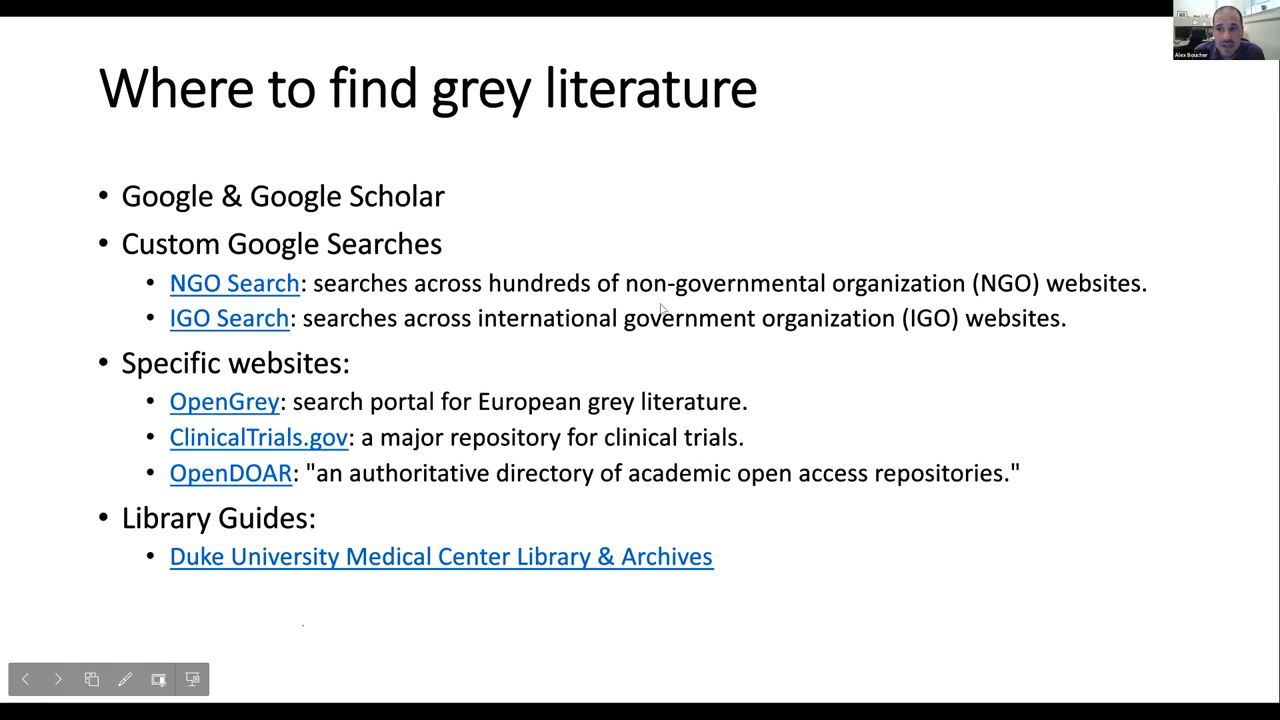 Alex Boucher
Where to find grey literature
• Google & Google Scholar
• Custom Google Searches
• NGO Search: searches across hundreds of non-governmental organization (NGO) websites.
• IGO Search: searches across international government organization (IGO) websites.
• Specific websites:
• OpenGrey: search portal for European grey literature.
• ClinicalTrials.gov: a major repository for clinical trials.
• OpenDOAR: "an authoritative directory of academic open access repositories."
• Library Guides:
• Duke University Medical Center Library & Archives